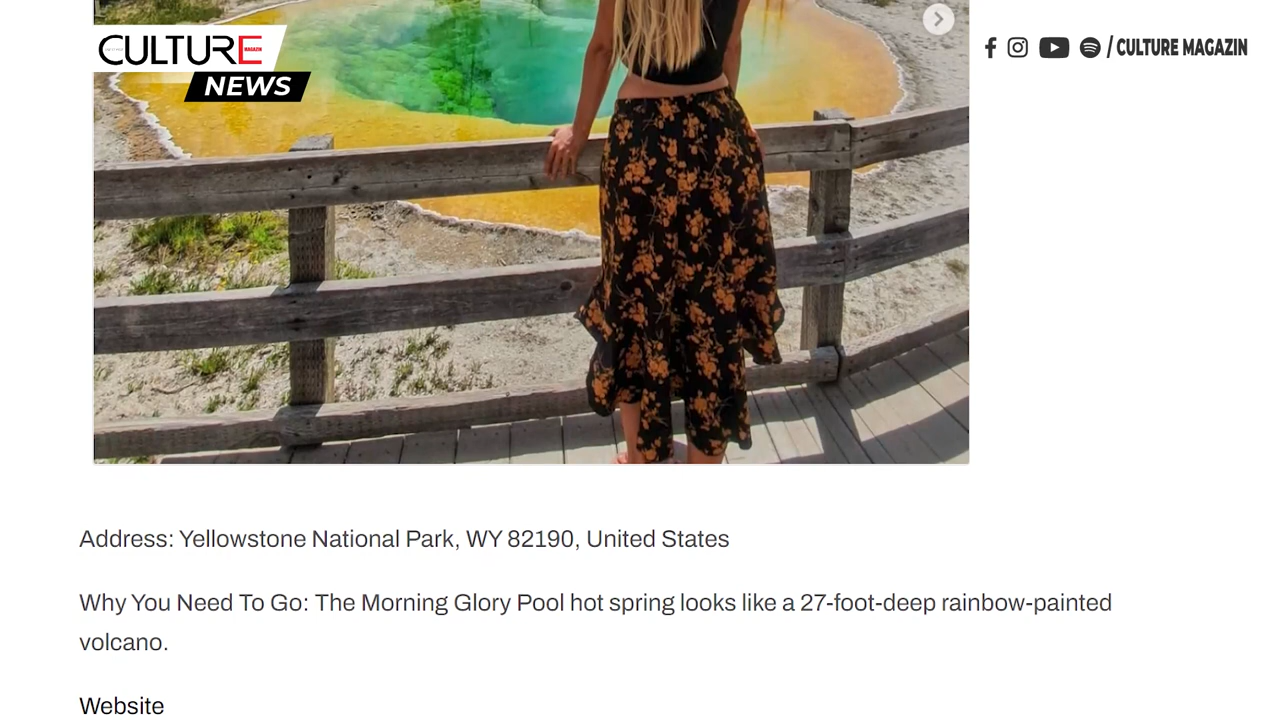 CULTURE
MAGAZIN
NEWS
/ CULTURE MAGAZIN
Address: Yellowstone National Park, WY 82190, United States
Why You Need To Go: The Morning Glory Pool hot spring looks like a 27-foot-deep rainbow-painted
volcano.
Website